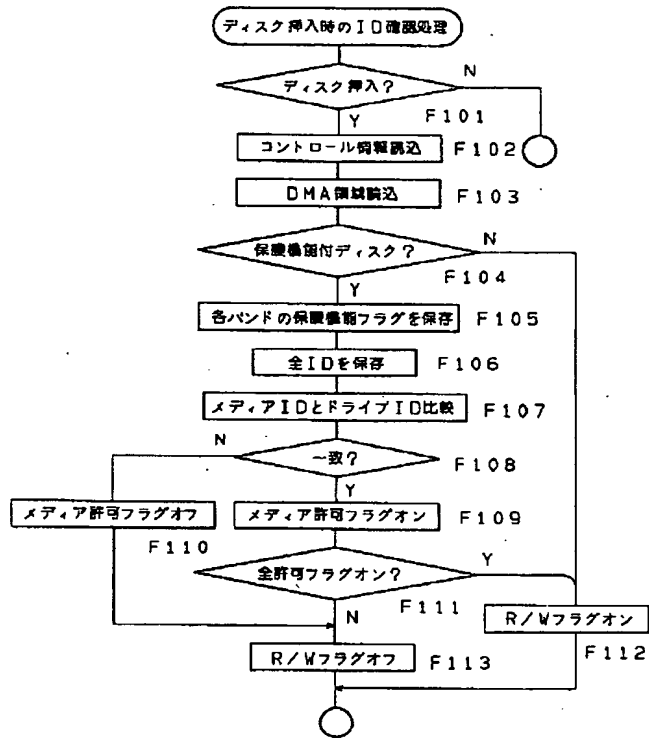 ディスク挿入時のID確認処理
N
ディスク挿入?
F101
Y
コントロール情報読込
F102
DMA領域読込
F103
N
保護機能付ディスク?
F104
Y
各バンドの保護機能フラグを保存
F105
全IDを保存
F106
メディアIDとドライブID比較
F107
N
一致?
F108
Y
メディア許可フラグオフ
メディア許可フラグオン
F109
F110
Y
全許可フラグオン?
F111
N
R/Wフラグオン
R/Wフラグオフ
F113
F112